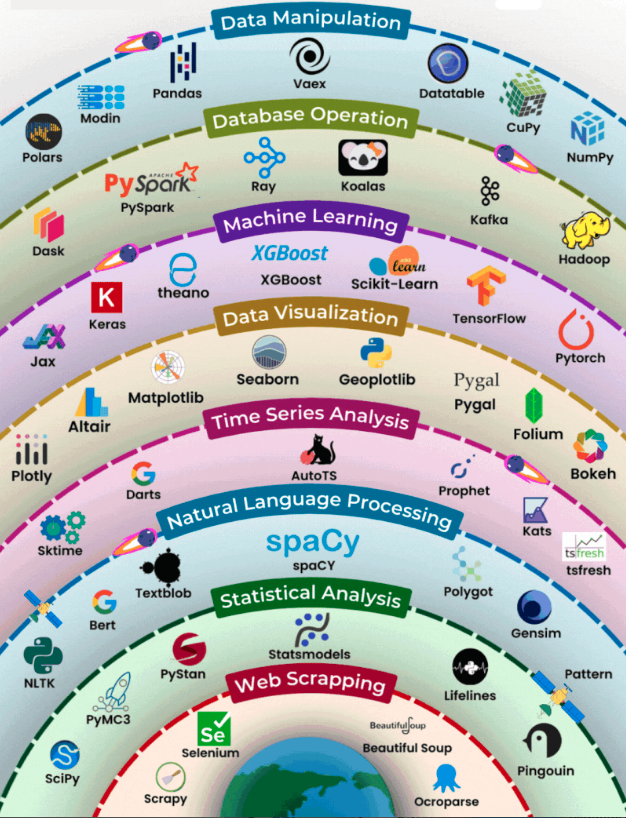 Data Manipulation
Pandas
Vaex
Datatable
Modin
CuPy
Polars
NumPy
Database Operation
APACHE
PySpark
PySpark
Ray
Koalas
Kafka
Dask
Hadoop
Machine Learning
XGBoost
XGBoost
theano
learn
Scikit-Learn
K
Keras
TensorFlow
JAX
Jax
Pytorch
Data Visualization
Seaborn
Geoplotlib
Matplotlib
Pygal
Pygal
Altair
Folium
Plotly
Bokeh
Time Series Analysis
AutoTS
Darts
Prophet
Kats
Sktime
tsfresh
tsfresh
Natural Language Processing
spaCy
spaCY
Textblob
Polygot
Bert
Gensim
NLTK
Pattern
Statistical Analysis
Statsmodels
PyStan
Lifelines
PyMC3
Pingouin
SciPy
Web Scrapping
Se
Selenium
BeautifulSoup
Beautiful Soup
Scrapy
Ocroparse